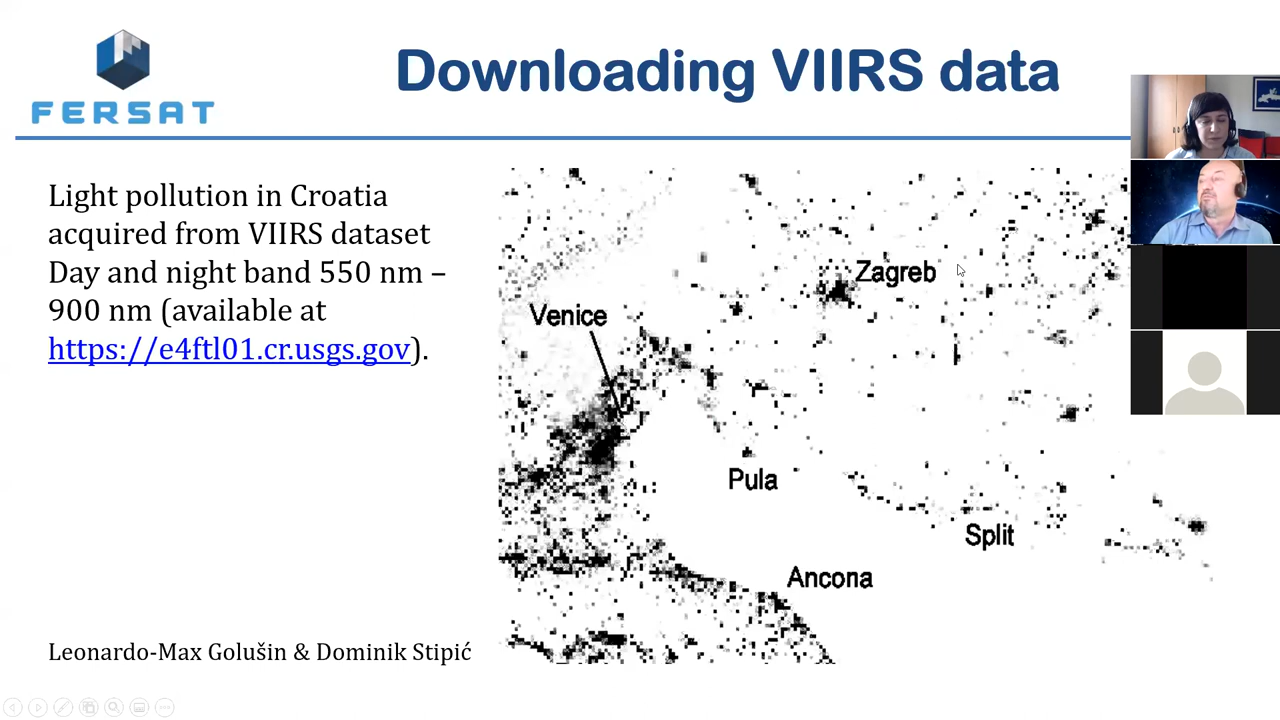 FERSAT
Downloading VIIRS data
Light pollution in Croatia
acquired from VIIRS dataset
Day and night band 550 nm –
900 nm (available at
https://e4ftl01.cr.usgs.gov).
Zagreb
Venice
Pula
Split
Ancona
Leonardo-Max Golušin & Dominik Stipić